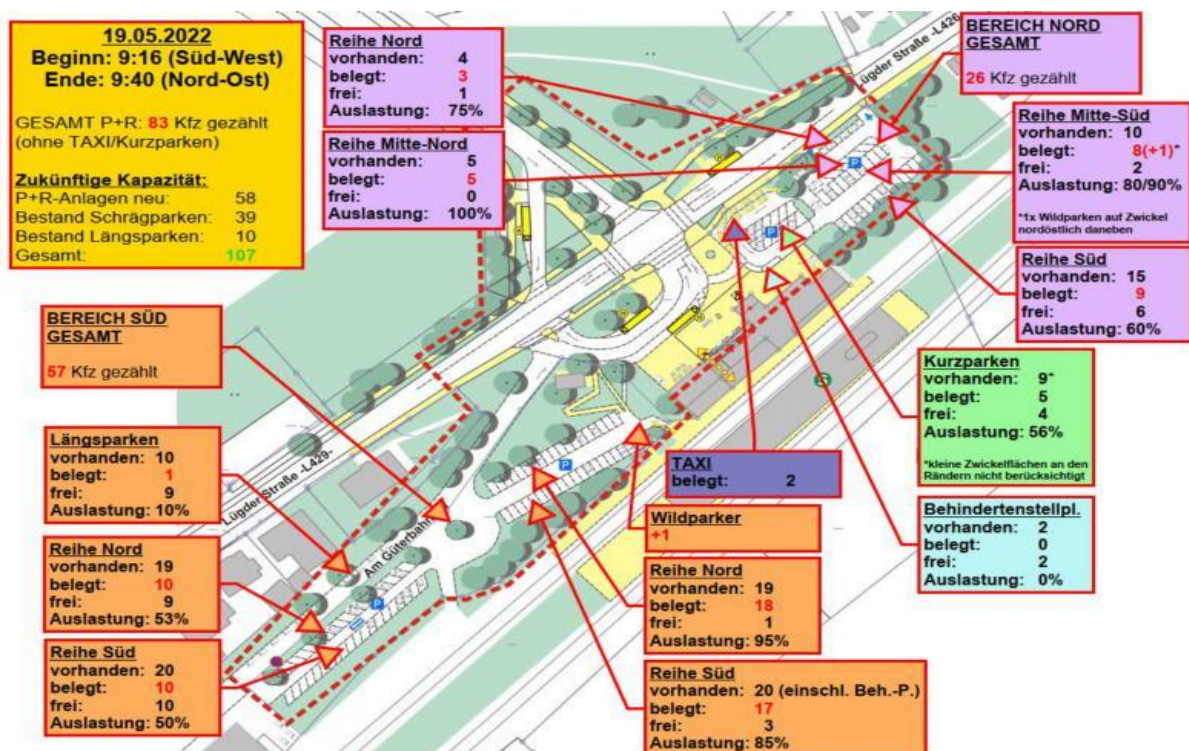 19.05.2022
Beginn: 9:16 (Süd-West)
Ende: 9:40 (Nord-Ost)
GESAMT P+R: 83 Kfz gezählt
(ohne TAXI/Kurzparken)
Zukünftige Kapazität:
P+R-Anlagen neu: 58
Bestand Schrägparken: 39
Bestand Längsparken: 10
Gesamt: 107
Reihe Nord
vorhanden: 4
belegt: 3
frei: 1
Auslastung: 75%
Reihe Mitte-Nord
vorhanden: 5
belegt: 5
frei: 0
Auslastung: 100%
Lügder Straße -L426-
BEREICH NORD
GESAMT
26 Kfz gezählt
Reihe Mitte-Süd
vorhanden: 10
belegt: 8(+1)*
frei: 2
Auslastung: 80/90%
*1x Wildparken auf Zwickel
nordöstlich daneben
Reihe Süd
vorhanden: 15
belegt: 9
frei: 6
Auslastung: 60%
Kurzparken
vorhanden: 9*
belegt: 5
frei: 4
Auslastung: 56%
*kleine Zwickelflächen an den
Rändern nicht berücksichtigt
Behindertenstellpl.
vorhanden: 2
belegt: 0
frei: 2
Auslastung: 0%
TAXI
belegt: 2
BEREICH SÜD
GESAMT
57 Kfz gezählt
Lügder Straße -L429-
Am Güterbahn
Längsparken
vorhanden: 10
belegt: 1
frei: 9
Auslastung: 10%
Reihe Nord
vorhanden: 19
belegt: 10
frei: 9
Auslastung: 53%
Reihe Süd
vorhanden: 20
belegt: 10
frei: 10
Auslastung: 50%
Wildparker
+1
Reihe Nord
vorhanden: 19
belegt: 18
frei: 1
Auslastung: 95%
Reihe Süd
vorhanden: 20 (einschl. Beh.-P.)
belegt: 17
frei: 3
Auslastung: 85%
P
P
P
P